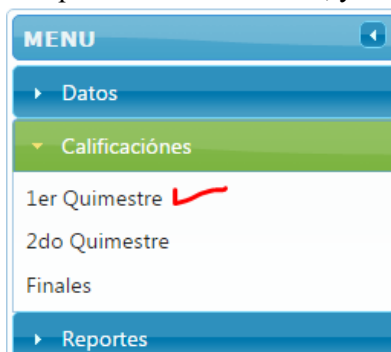 MENU
Datos
Calificaciónes
1er Quimestre
2do Quimestre
Finales
Reportes